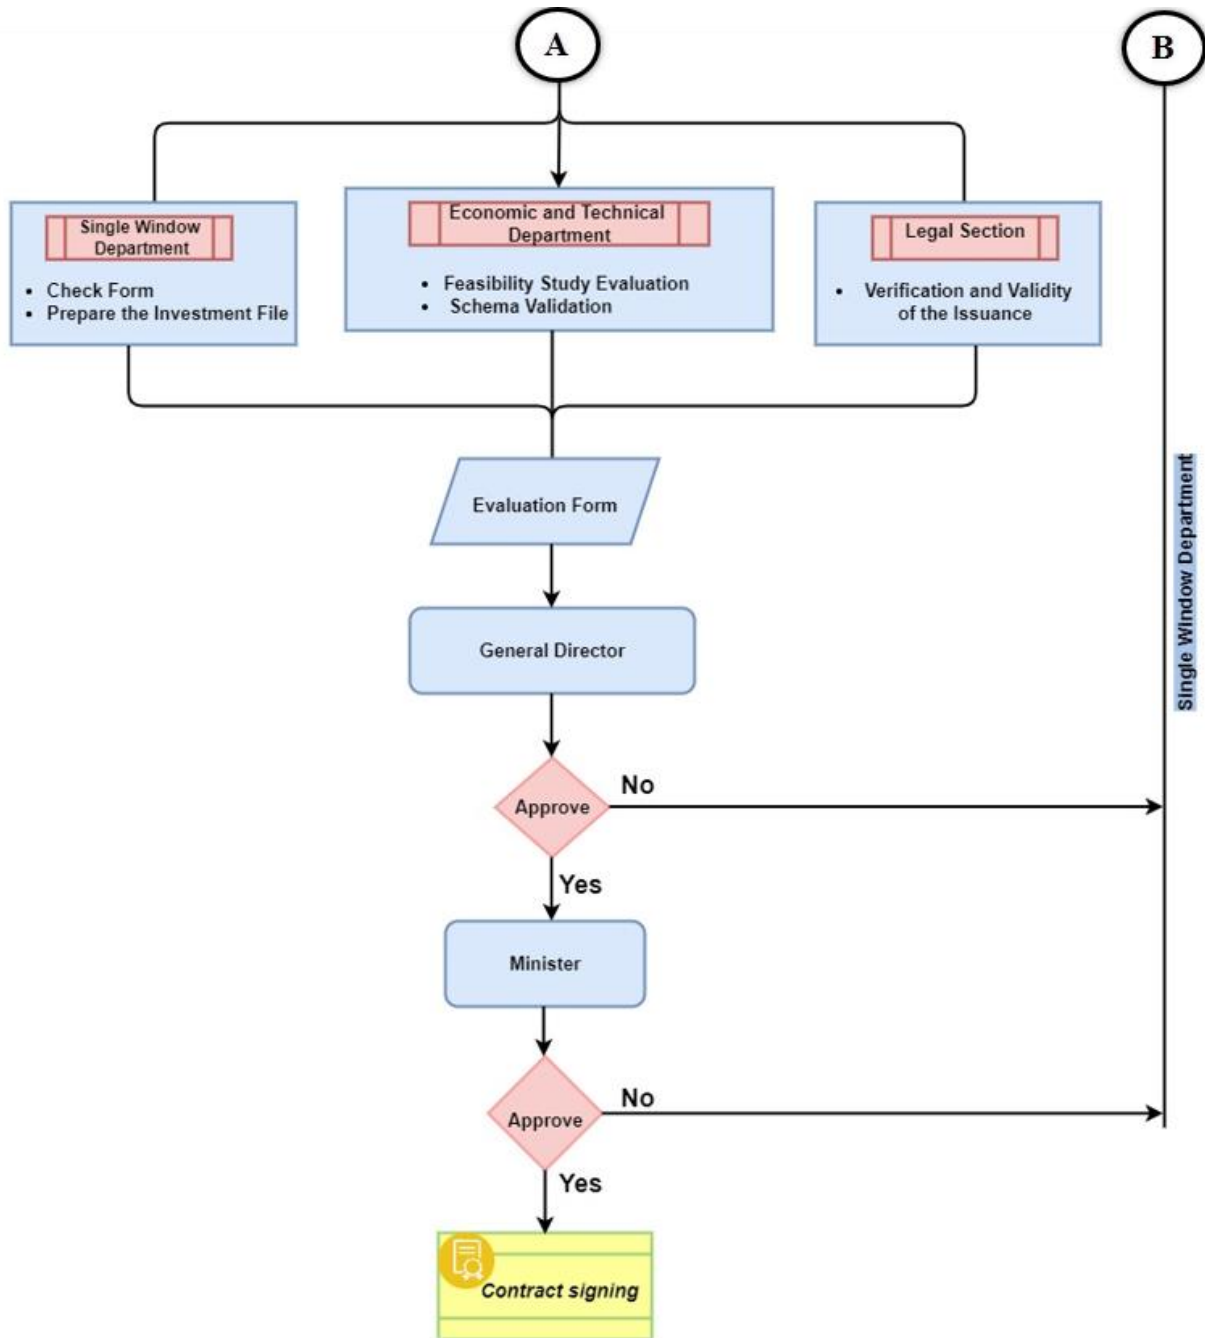 A
B
Single Window
Department
• Check Form
• Prepare the Investment File
Economic and Technical
Department
• Feasibility Study Evaluation
• Schema Validation
Legal Section
• Verification and Validity
of the Issuance
Evaluation Form
General Director
Single Window Department
Approve
No
Yes
Minister
Approve
No
Yes
Contract signing